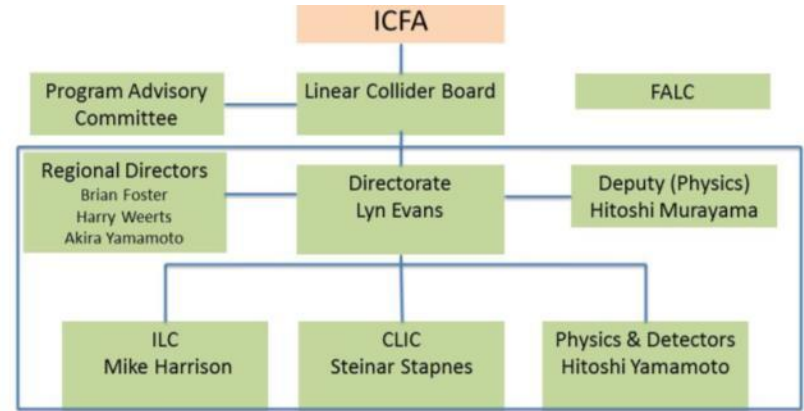 ICFA
Program Advisory
Committee
Linear Collider Board
FALC
Regional Directors
Brian Foster
Harry Weerts
Akira Yamamoto
Directorate
Lyn Evans
Deputy (Physics)
Hitoshi Murayama
ILC
Mike Harrison
CLIC
Steinar Stapnes
Physics & Detectors
Hitoshi Yamamoto